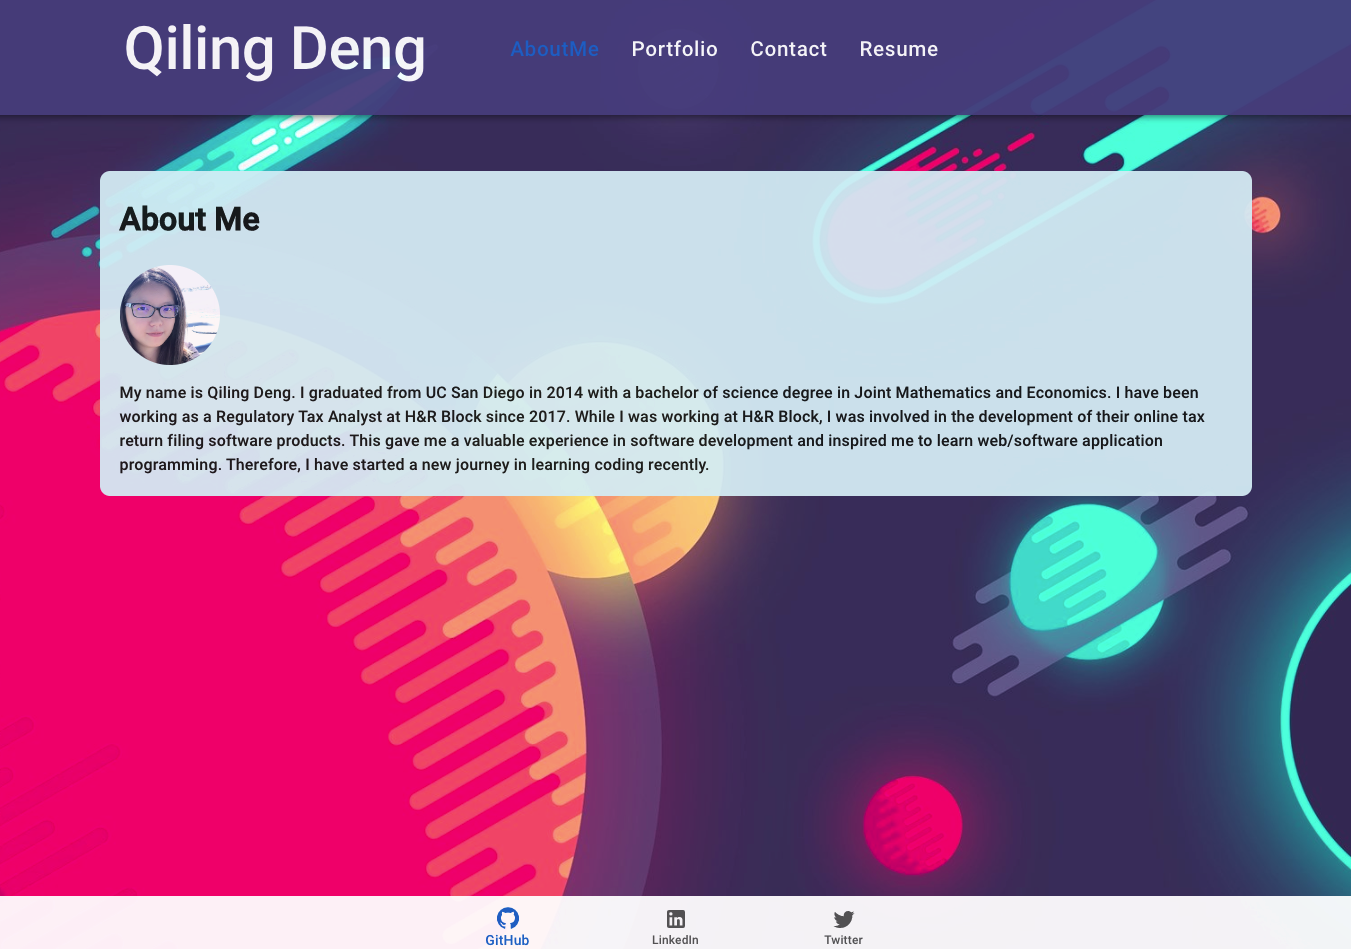 Qiling Deng
AboutMe Portfolio Contact Resume
About Me
My name is Qiling Deng. I graduated from UC San Diego in 2014 with a bachelor of science degree in Joint Mathematics and Economics. I have been
working as a Regulatory Tax Analyst at H&R Block since 2017. While I was working at H&R Block, I was involved in the development of their online tax
return filing software products. This gave me a valuable experience in software development and inspired me to learn web/software application
programming. Therefore, I have started a new journey in learning coding recently.
GitHub LinkedIn Twitter